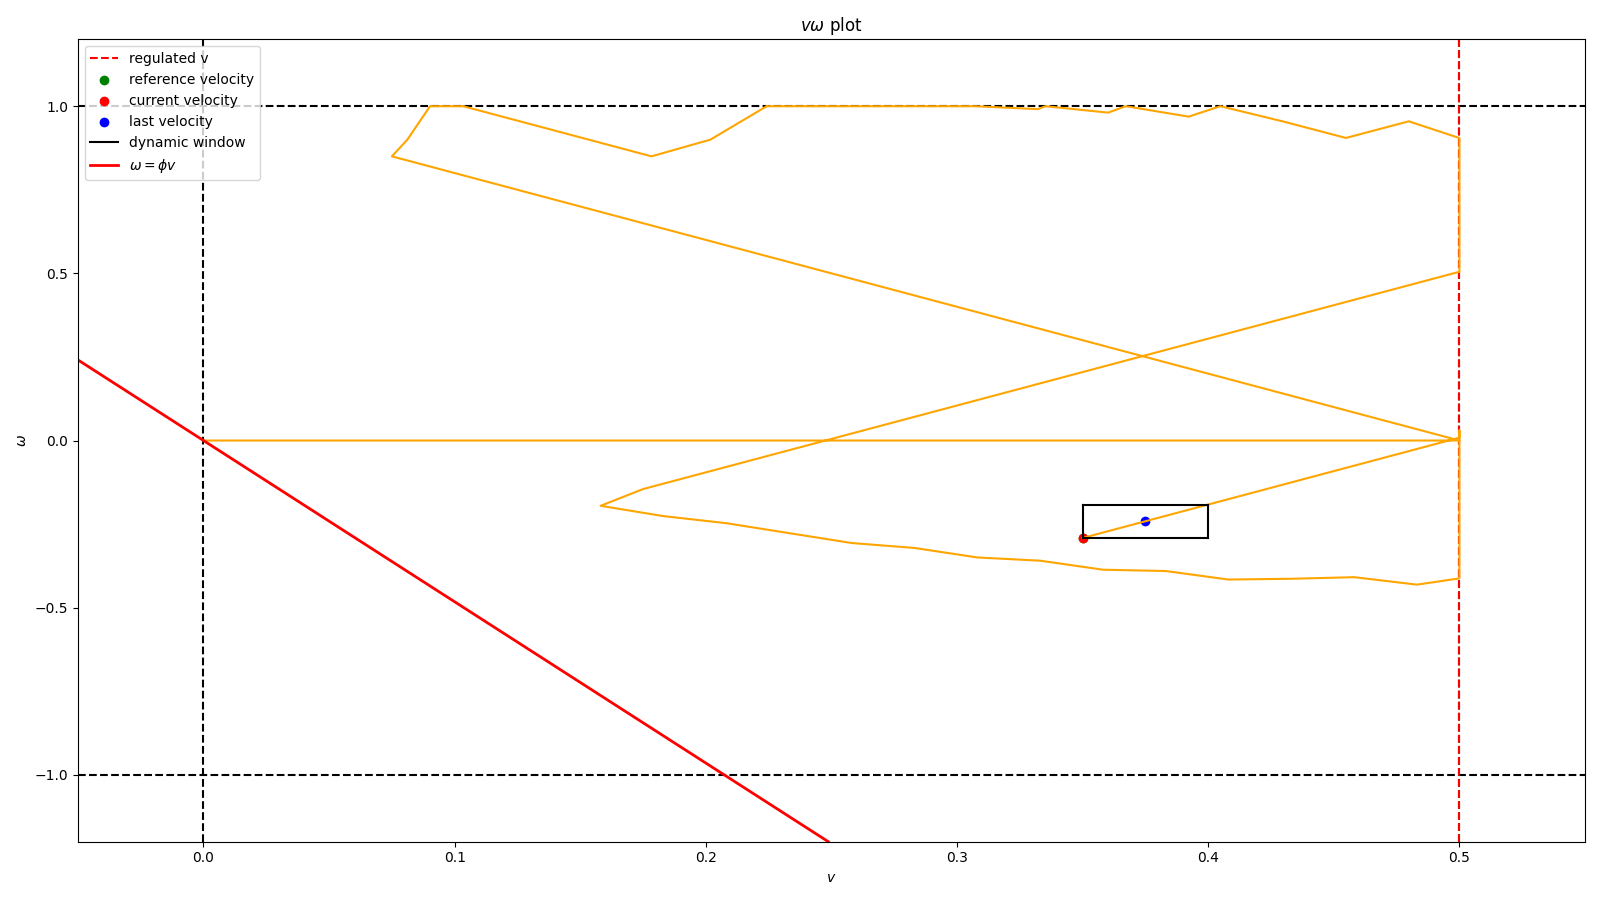 vω plot
regulated v
reference velocity
current velocity
last velocity
dynamic window
ω = ϕv
1.0
0.5
0.0
−0.5
−1.0
ω
0.0 0.1 0.2 0.3 0.4 0.5
v